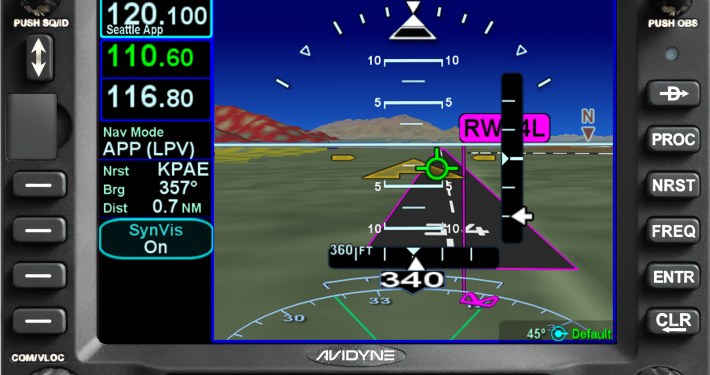 PUSH SQ/ID
120.100
Seattle App
110.60
116.80
Nav Mode
APP (LPV)
Nrst KPAE
Brg 357°
Dist 0.7 NM
SynVis
On
COM/VLOC
10 10
5 5
N
5 5
10 10
360 FT
340
30
33
45° Default
AVIDYNE
PUSH OBS
D
PROC
NRST
FREQ
ENTR
CLR